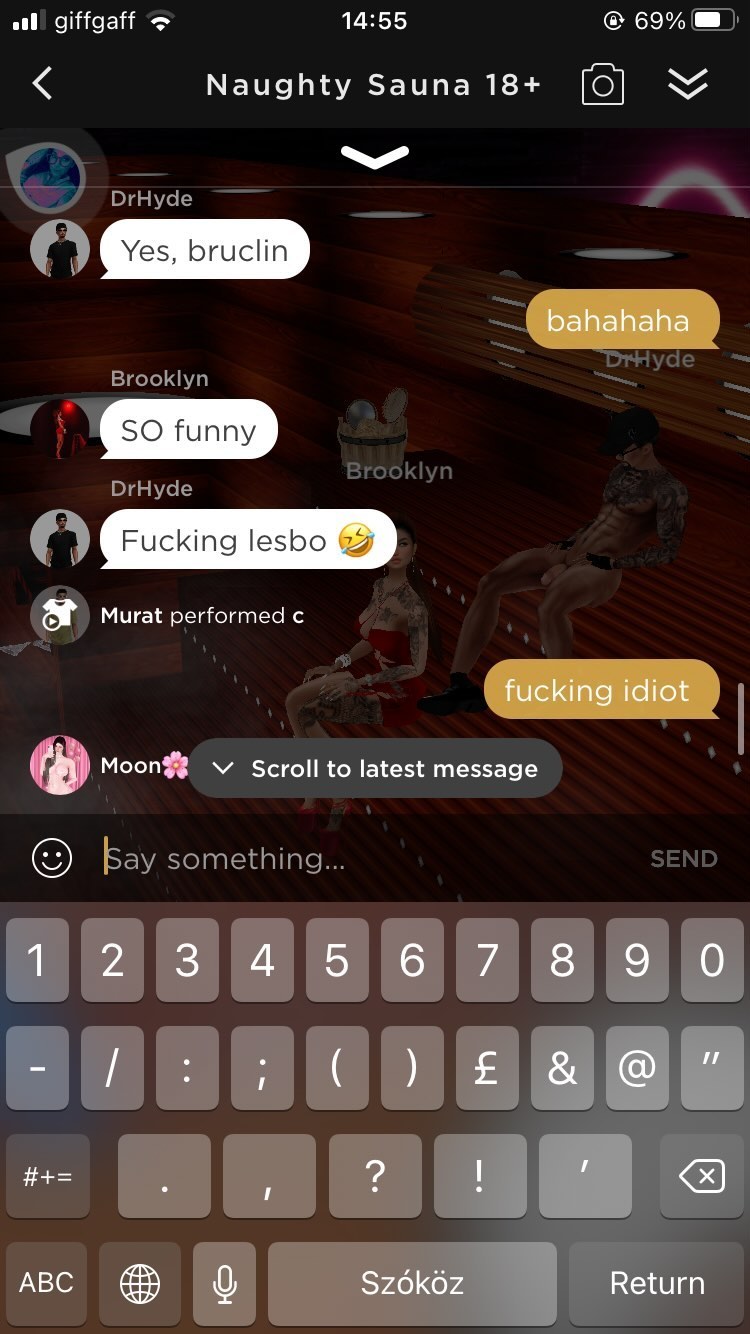 giffgaff 14:55 69%
Naughty Sauna 18+
DrHyde
Yes, bruclin
bahahaha
DrHyde
Brooklyn
SO funny
Brooklyn
DrHyde
Fucking lesbo 🤣
Murat performed c
fucking idiot
Moon🌸
Scroll to latest message
Say something...
SEND
1 2 3 4 5 6 7 8 9 0
- / : ; ( ) £ & @ "
#+= . , ? ! '
ABC Szóköz Return